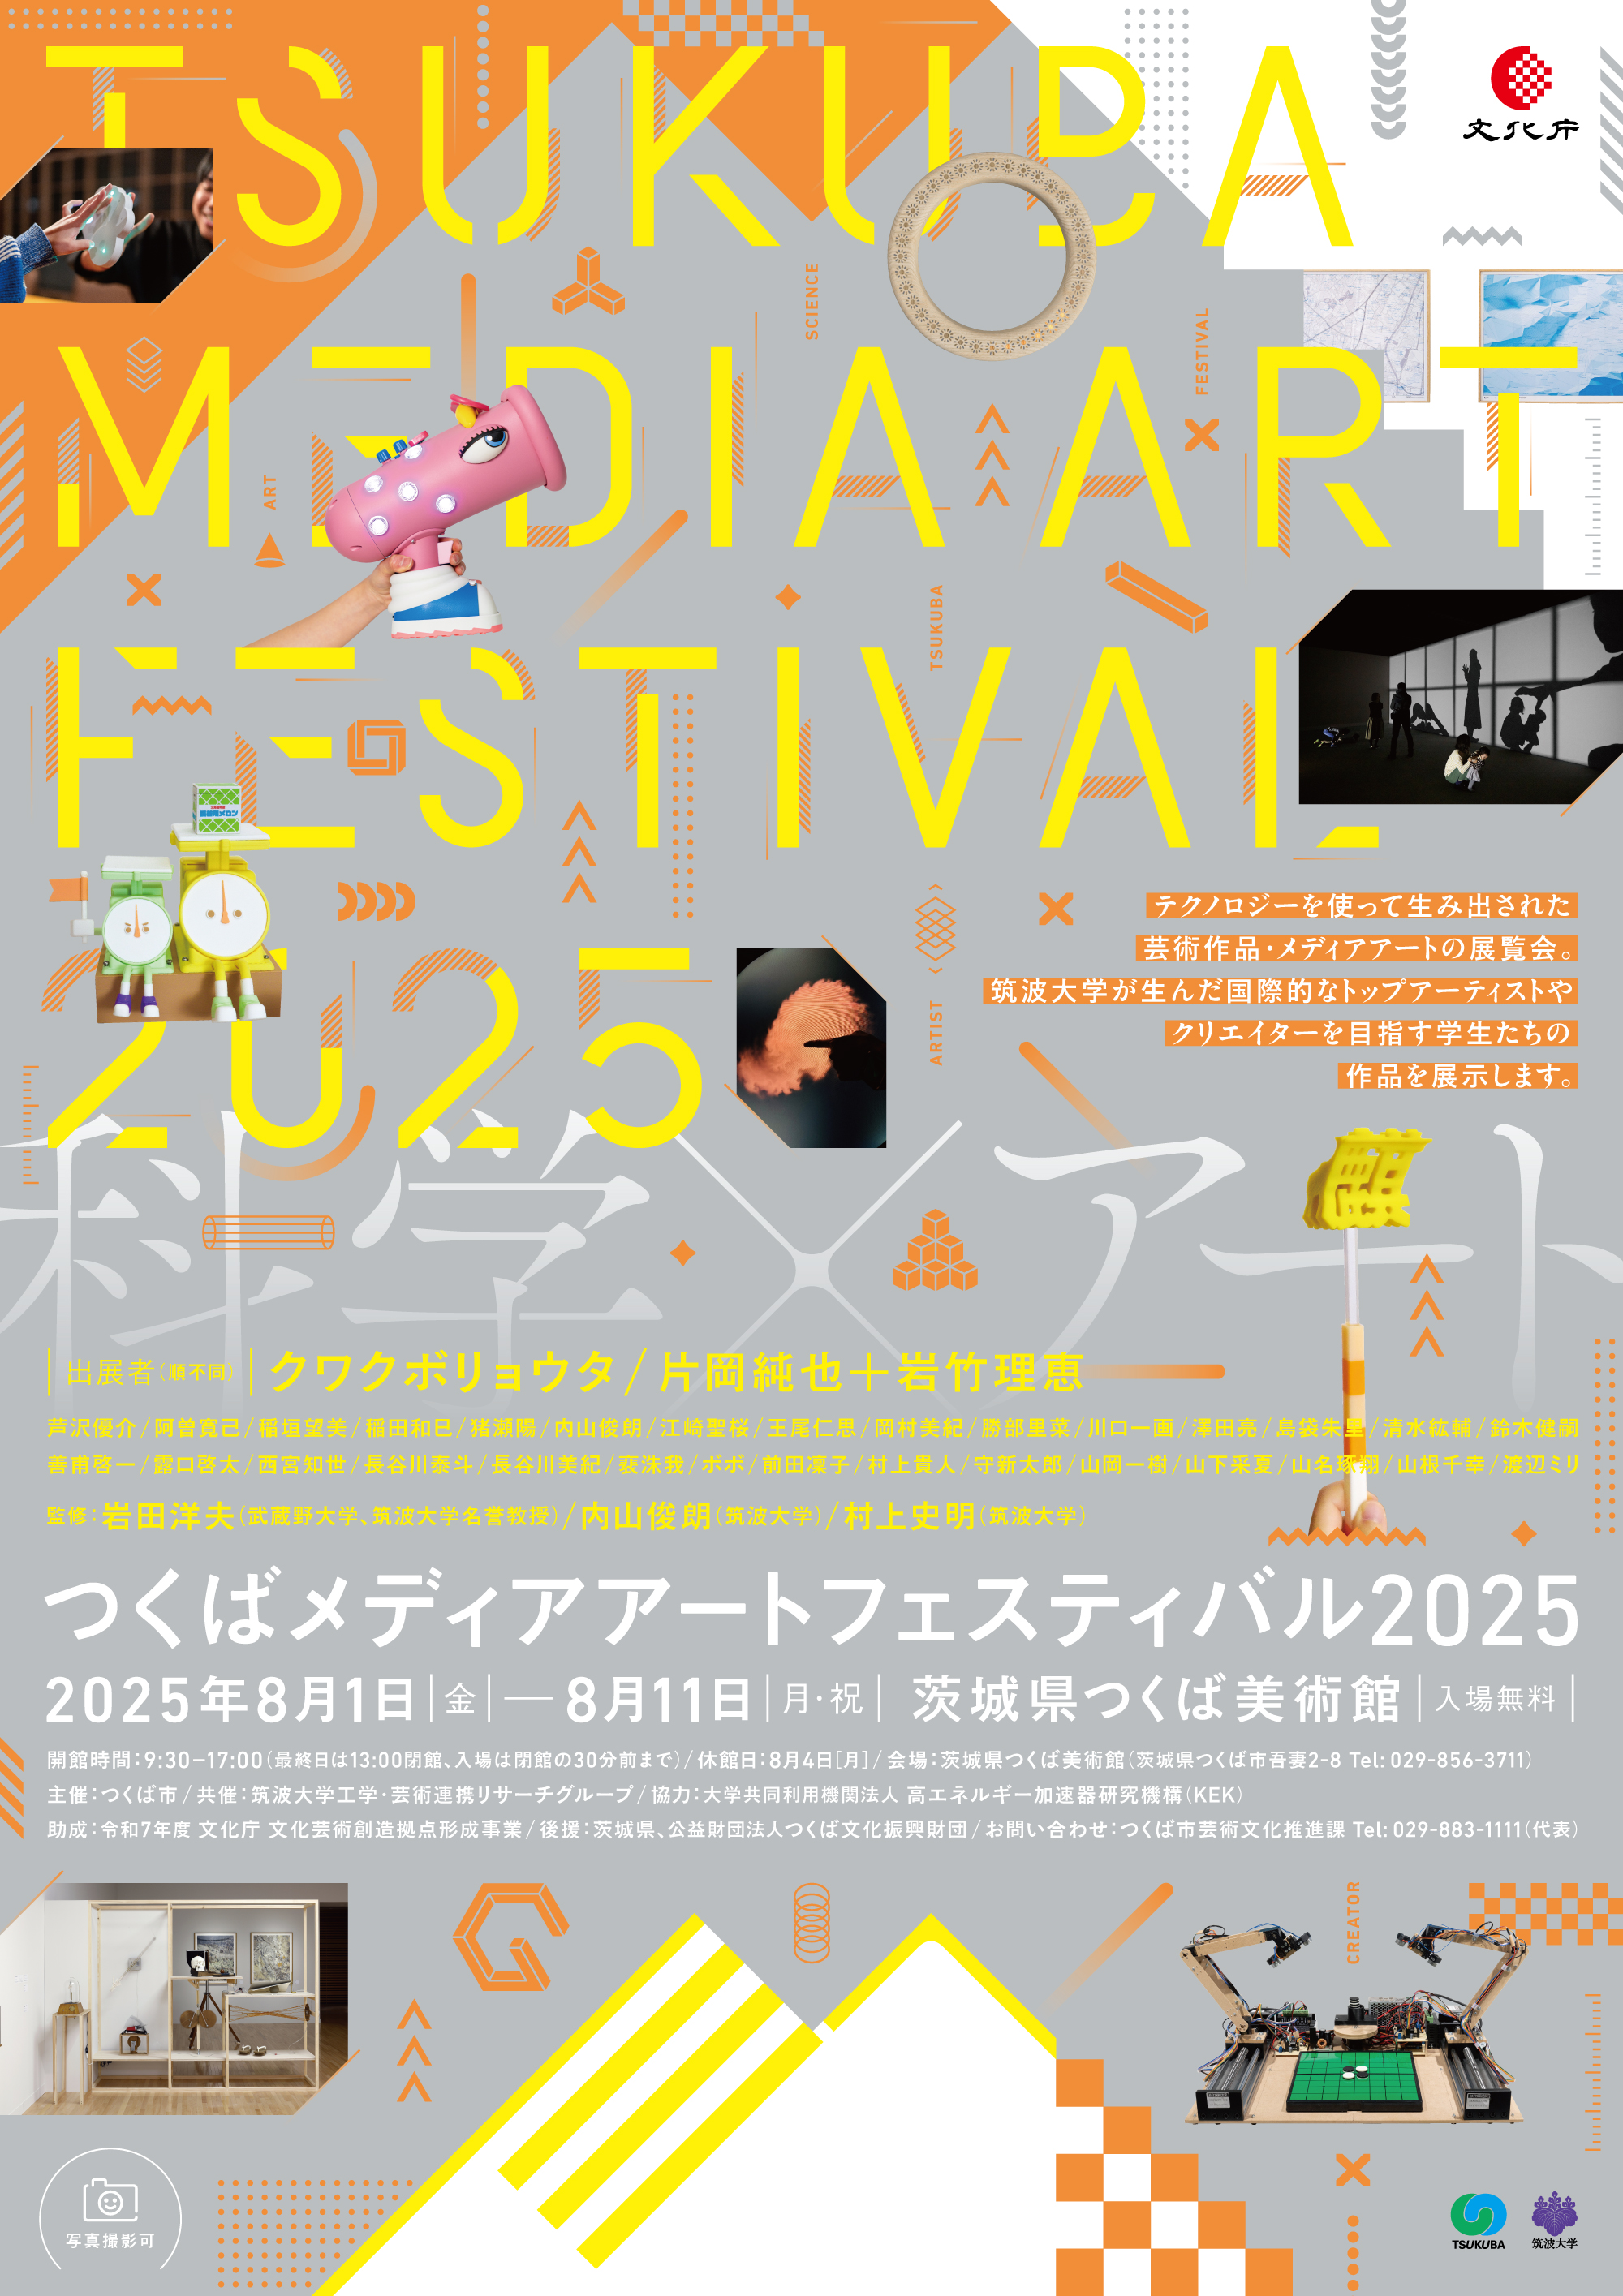 TSUKUBA
文化庁
SCIENCE
FESTIVAL
MEDIA ART
ART
TSUKUBA
FESTIVAL
2025
テクノロジーを使って生み出された
芸術作品・メディアアートの展覧会。
筑波大学が生んだ国際的なトップアーティストや
クリエイターを目指す学生たちの
作品を展示します。
ARTIST
科学×アート
出展者(順不同) クワクボリョウタ/片岡純也+岩竹理恵
芦沢優介/阿曽寛己/稲垣望美/稲田和巳/猪瀬陽/内山俊朗/江崎聖桜/王尾仁思/岡村美紀/勝部里菜/川口一画/澤田亮/島袋朱里/清水紘輔/鈴木健嗣
善甫啓一/露口啓太/西宮知世/長谷川泰斗/長谷川美紀/裵洙我/ボボ/前田凜子/村上貴人/守新太郎/山岡一樹/山下采夏/山名琢翔/山根千幸/渡辺ミリ
監修:岩田洋夫(武蔵野大学、筑波大学名誉教授)/内山俊朗(筑波大学)/村上史明(筑波大学)
つくばメディアアートフェスティバル2025
2025年8月1日|金|—8月11日|月・祝| 茨城県つくば美術館|入場無料|
開館時間:9:30–17:00(最終日は13:00閉館、入場は閉館の30分前まで)/休館日:8月4日[月]/会場:茨城県つくば美術館(茨城県つくば市吾妻2-8 Tel: 029-856-3711)
主催:つくば市/共催:筑波大学工学・芸術連携リサーチグループ/協力:大学共同利用機関法人 高エネルギー加速器研究機構(KEK)
助成:令和7年度 文化庁 文化芸術創造拠点形成事業/後援:茨城県、公益財団法人つくば文化振興財団/お問い合わせ:つくば市芸術文化推進課 Tel: 029-883-1111(代表)
CREATOR
写真撮影可
TSUKUBA
筑波大学